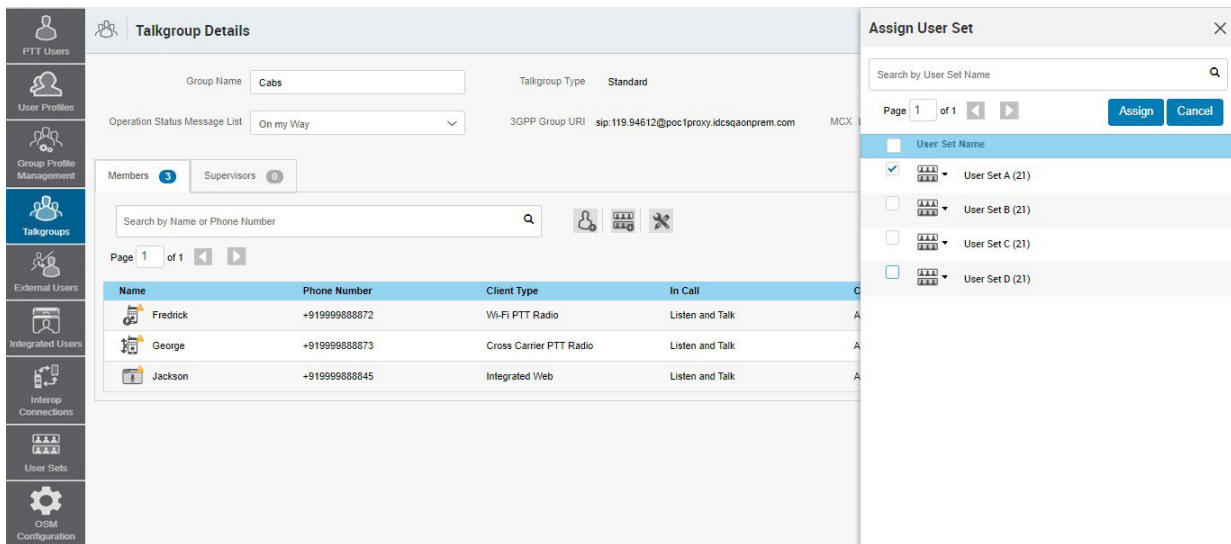 PTT Users
User Profiles
Group Profile
Management
Talkgroups
External Users
Integrated Users
Interop
Connections
User Sets
OSM
Configuration
Talkgroup Details
Group Name Cabs Talkgroup Type Standard
Operation Status Message List On my Way 3GPP Group URI sip:119.94612@poc1proxy.idcsqaonprem.com MCX
Members 3 Supervisors 0
Search by Name or Phone Number
Page 1 of 1
Name Phone Number Client Type In Call C
Fredrick +919999888872 Wi-Fi PTT Radio Listen and Talk A
George +919999888873 Cross Carrier PTT Radio Listen and Talk A
Jackson +919999888845 Integrated Web Listen and Talk A
Assign User Set
Search by User Set Name
Page 1 of 1 Assign Cancel
User Set Name
User Set A (21)
User Set B (21)
User Set C (21)
User Set D (21)